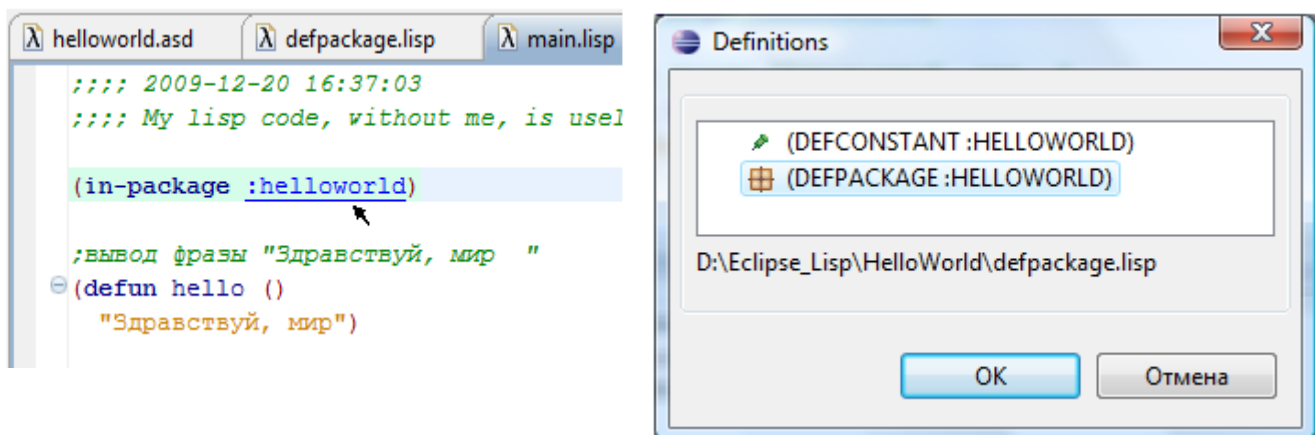 helloworld.asd
defpackage.lisp
main.lisp
;;;; 2009-12-20 16:37:03
;;;; My lisp code, without me, is usel
(in-package :helloworld)
;вывод фразы "Здравствуй, мир  "
(defun hello ()
"Здравствуй, мир")
Definitions
(DEFCONSTANT :HELLOWORLD)
(DEFPACKAGE :HELLOWORLD)
D:\Eclipse_Lisp\HelloWorld\defpackage.lisp
OK
Отмена